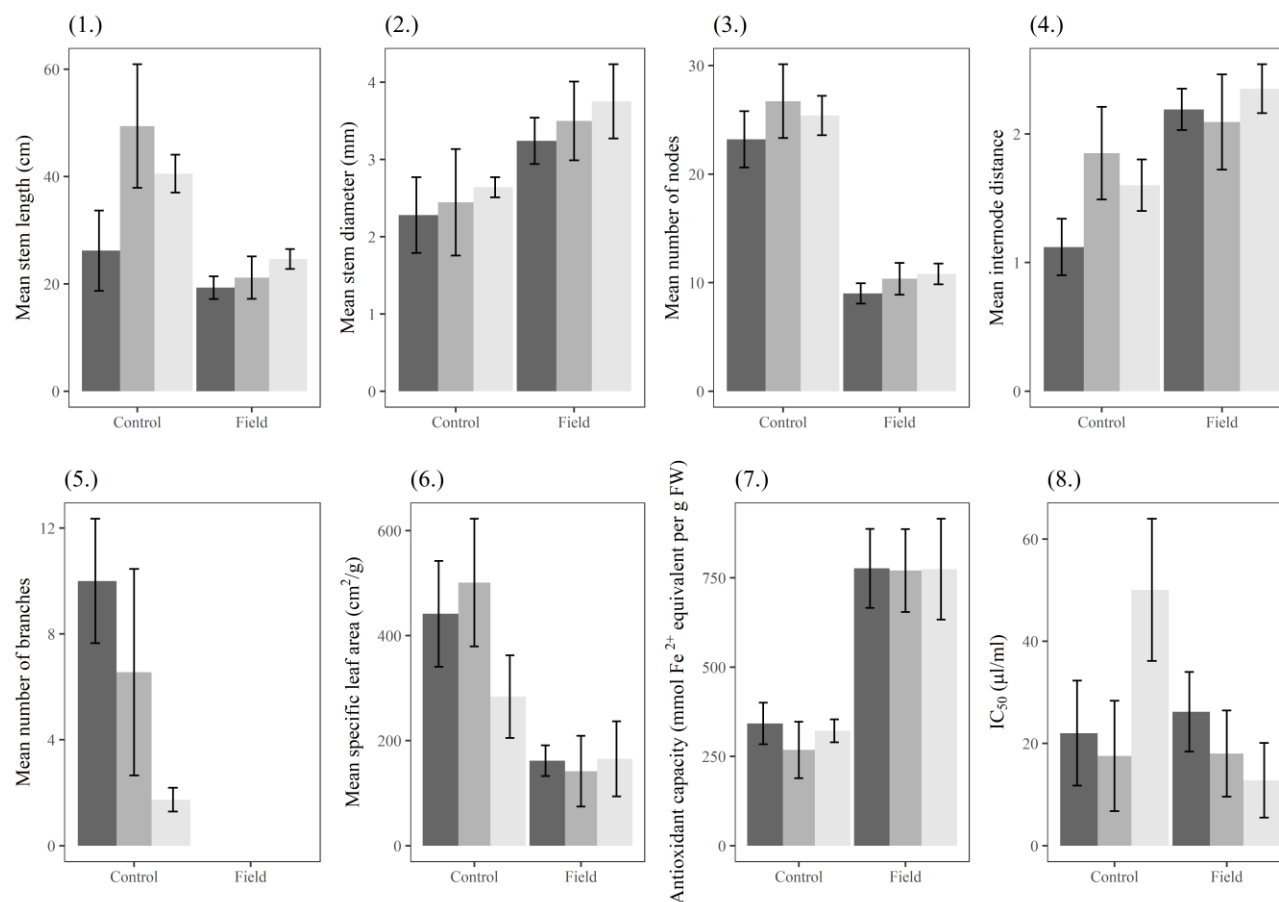 (1.)
Mean stem length (cm)
60
40
20
0
Control Field
(2.)
Mean stem diameter (mm)
4
3
2
1
0
Control Field
(3.)
Mean number of nodes
30
20
10
0
Control Field
(4.)
Mean internode distance
2
1
0
Control Field
(5.)
Mean number of branches
12
8
4
0
Control Field
(6.)
Mean specific leaf area (cm²/g)
600
400
200
0
Control Field
(7.)
Antioxidant capacity (mmol Fe ²⁺ equivalent per g FW)
750
500
250
0
Control Field
(8.)
IC₅₀ (µl/ml)
60
40
20
0
Control Field